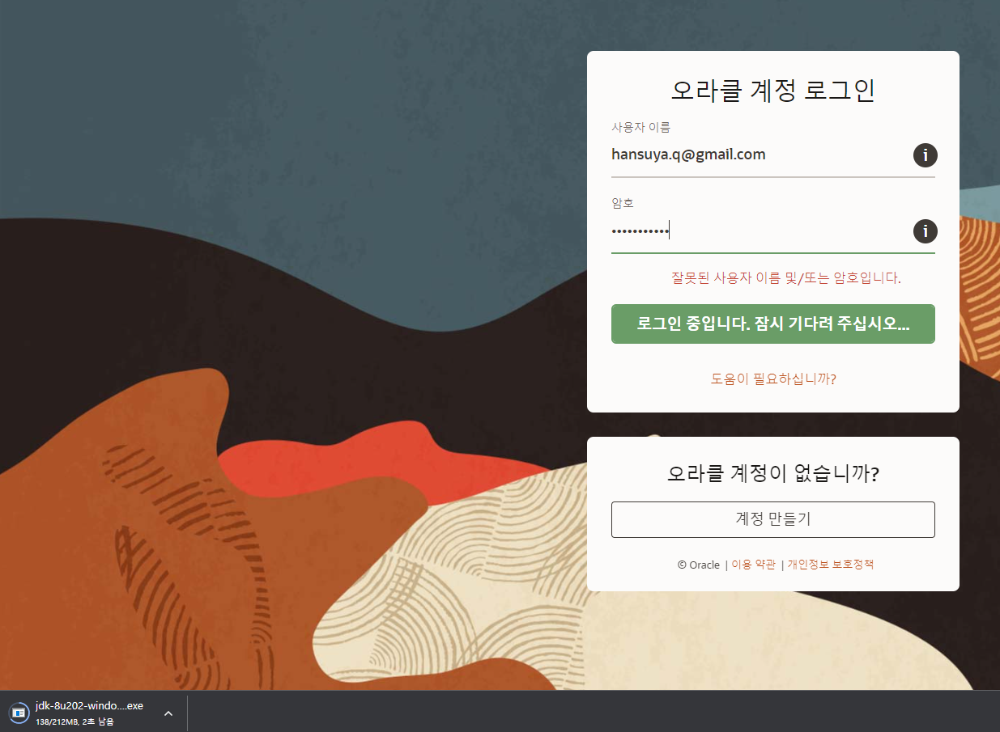 오라클 계정 로그인
사용자 이름
hansuya.q@gmail.com
암호
•••••••••••
잘못된 사용자 이름 및/또는 암호입니다.
로그인 중입니다. 잠시 기다려 주십시오...
도움이 필요하십니까?
오라클 계정이 없습니까?
계정 만들기
© Oracle | 이용 약관 | 개인정보 보호정책
jdk-8u202-windo....exe
138/212MB, 2초 남음